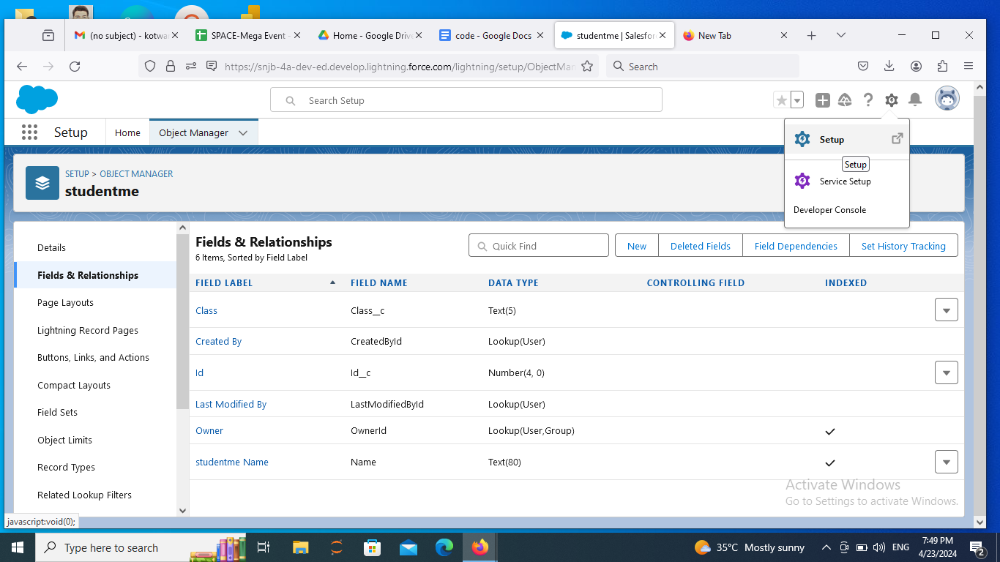 (no subject) - kotwa
SPACE-Mega Event -
Home - Google Drive
code - Google Docs
studentme | Salesfor
New Tab
https://snjb-4a-dev-ed.develop.lightning.force.com/lightning/setup/ObjectMan
Search
Search Setup
Setup
Home
Object Manager
Setup
Setup
Service Setup
Developer Console
SETUP > OBJECT MANAGER
studentme
Details
Fields & Relationships
Page Layouts
Lightning Record Pages
Buttons, Links, and Actions
Compact Layouts
Field Sets
Object Limits
Record Types
Related Lookup Filters
Fields & Relationships
6 Items, Sorted by Field Label
Quick Find
New
Deleted Fields
Field Dependencies
Set History Tracking
FIELD LABEL FIELD NAME DATA TYPE CONTROLLING FIELD INDEXED
Class Class__c Text(5)
Created By CreatedById Lookup(User)
Id Id__c Number(4, 0)
Last Modified By LastModifiedById Lookup(User)
Owner OwnerId Lookup(User,Group)
studentme Name Name Text(80)
Activate Windows
Go to Settings to activate Windows.
javascript:void(0);
Type here to search
35°C Mostly sunny
ENG
7:49 PM
4/23/2024
2